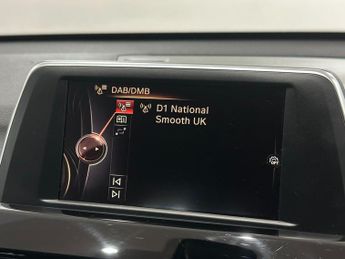 DAB/DMB
D1 National
Smooth UK